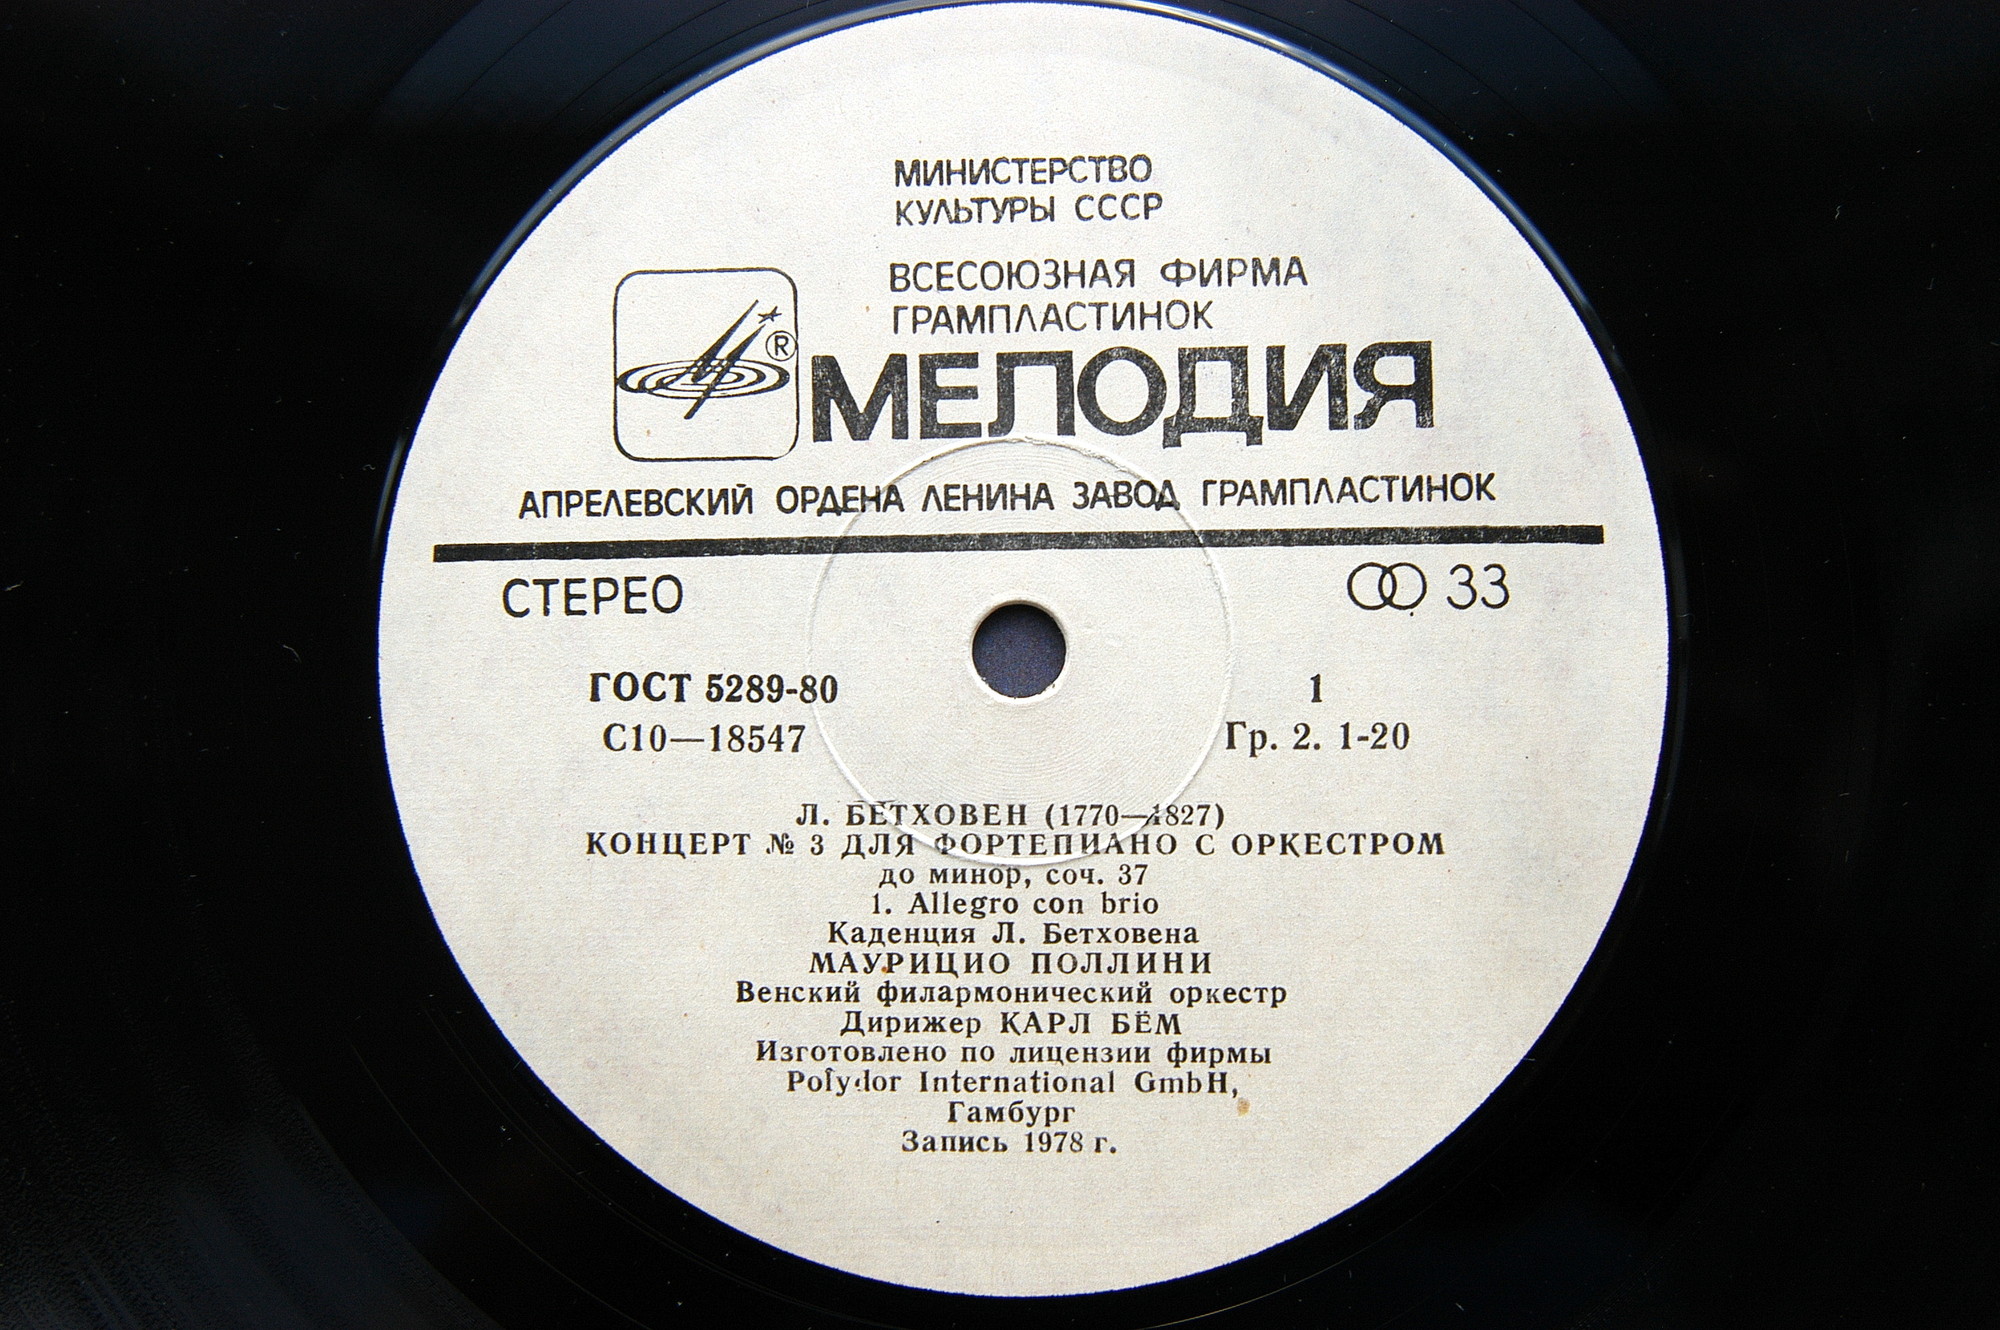 МИНИСТЕРСТВО
КУЛЬТУРЫ СССР
ВСЕСОЮЗНАЯ ФИРМА
ГРАМПЛАСТИНОК
®
МЕЛОДИЯ
АПРЕЛЕВСКИЙ ОРДЕНА ЛЕНИНА ЗАВОД ГРАМПЛАСТИНОК
СТЕРЕО 33
ГОСТ 5289-80 1
С10—18547 Гр. 2. 1-20
Л. БЕТХОВЕН (1770—1827)
КОНЦЕРТ № 3 ДЛЯ ФОРТЕПИАНО С ОРКЕСТРОМ
до минор, соч. 37
1. Allegro con brio
Каденция Л. Бетховена
МАУРИЦИО ПОЛЛИНИ
Венский филармонический оркестр
Дирижер КАРЛ БЁМ
Изготовлено по лицензии фирмы
Polydor International GmbH,
Гамбург
Запись 1978 г.